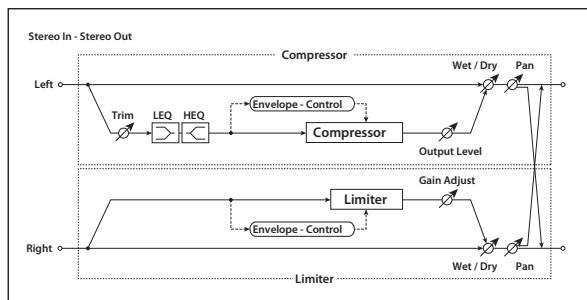 Stereo In - Stereo Out
Compressor
Wet / Dry
Pan
Left
Trim
LEQ
HEQ
Envelope - Control
Compressor
Output Level
Gain Adjust
Limiter
Envelope - Control
Right
Wet / Dry
Pan
Limiter